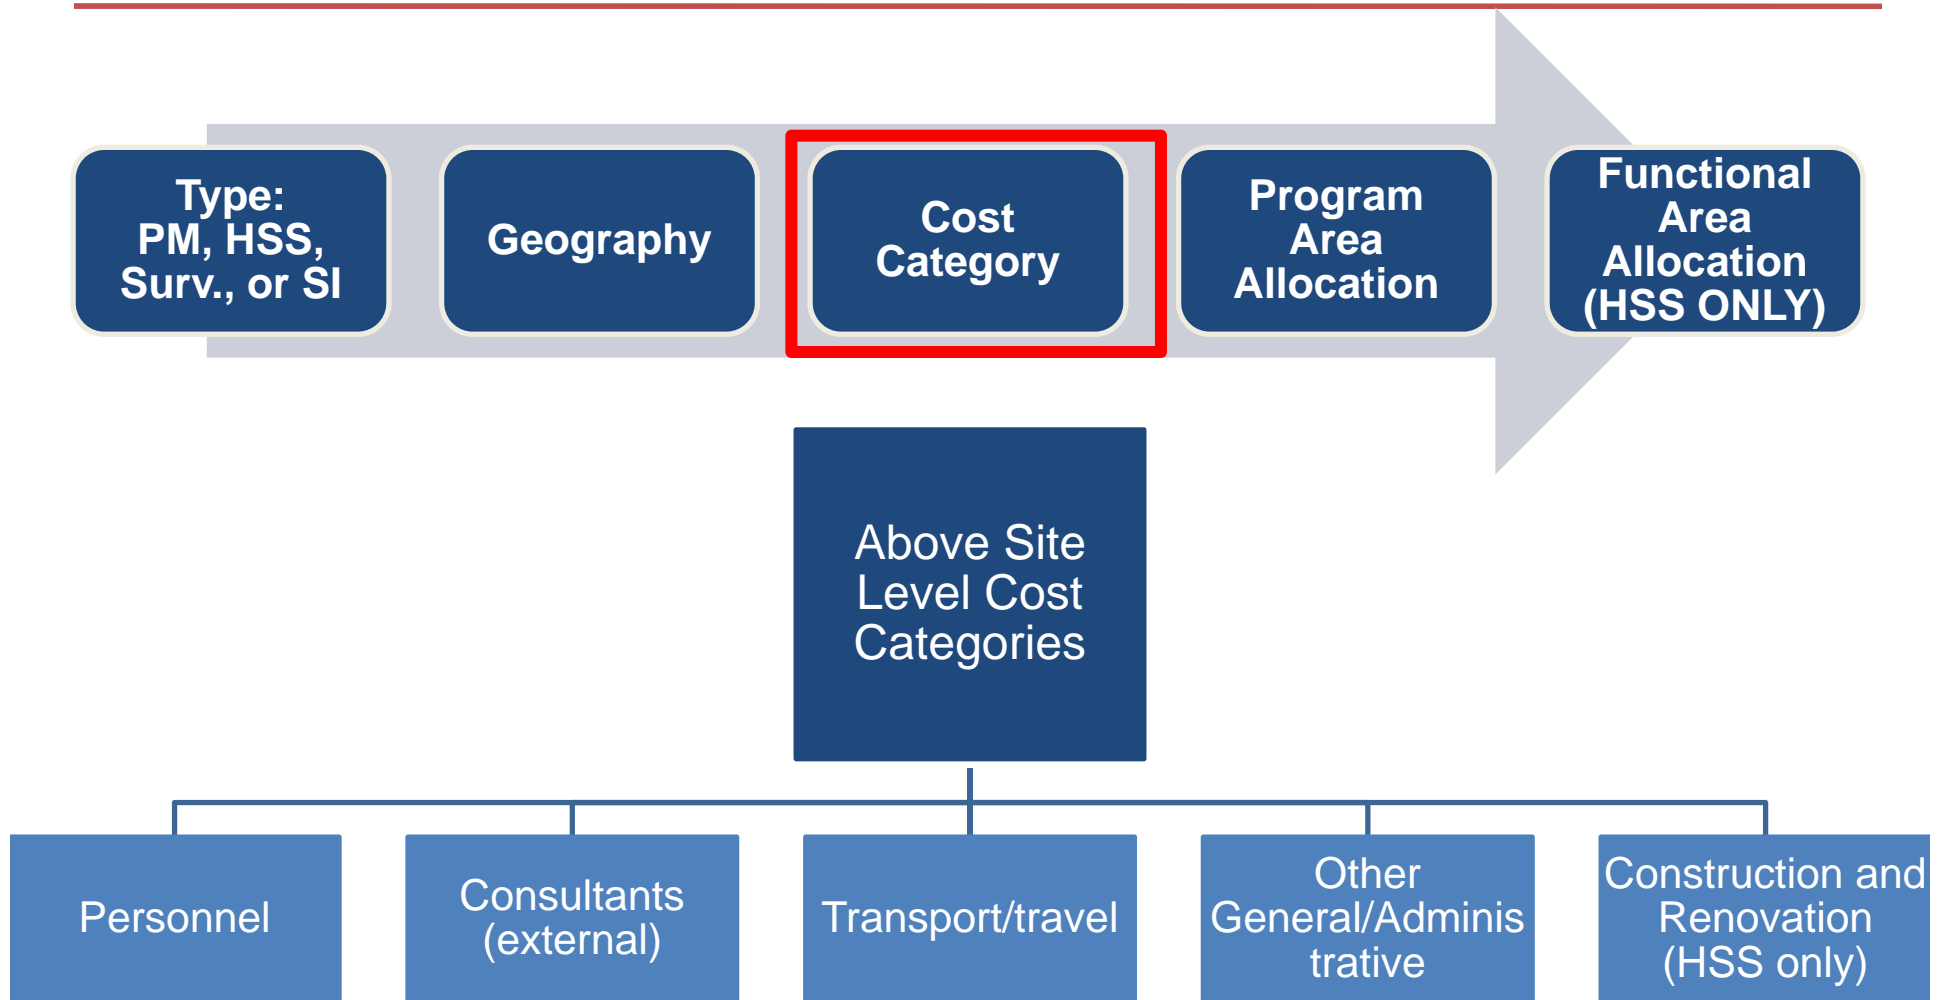 Type:
PM, HSS,
Surv., or SI
Geography
Cost
Category
Program
Area
Allocation
Functional
Area
Allocation
(HSS ONLY)
Above Site
Level Cost
Categories
Personnel
Consultants
(external)
Transport/travel
Other
General/Adminis
trative
Construction and
Renovation
(HSS only)